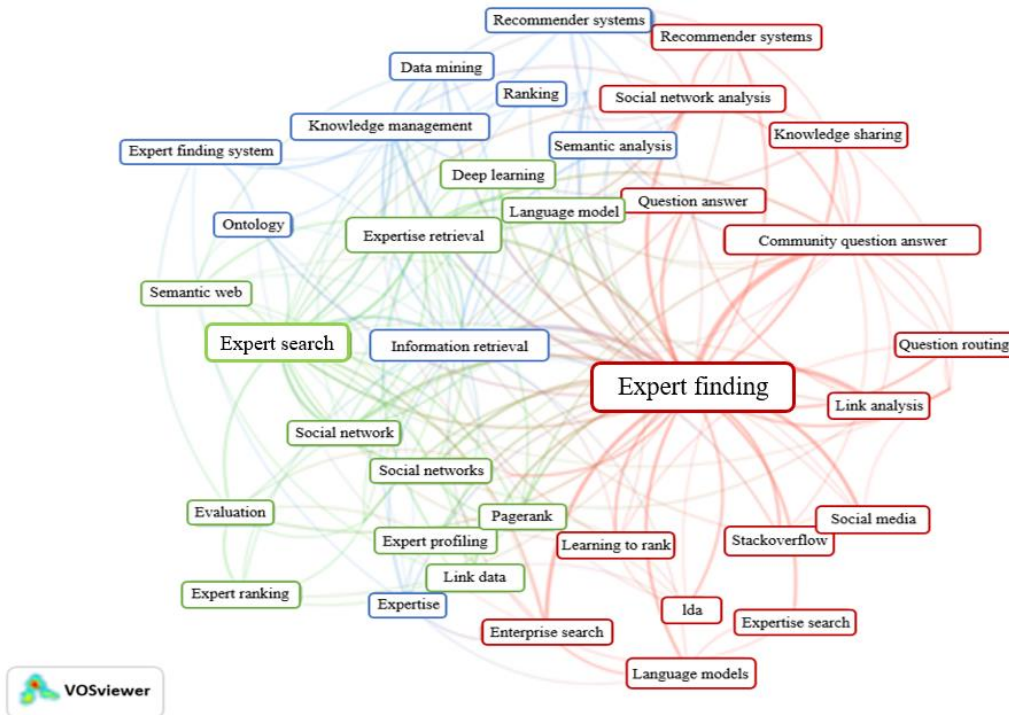 Recommender systems
Recommender systems
Data mining
Ranking
Social network analysis
Knowledge management
Knowledge sharing
Expert finding system
Semantic analysis
Deep learning
Question answer
Language model
Ontology
Expertise retrieval
Community question answer
Semantic web
Expert search
Information retrieval
Question routing
Expert finding
Link analysis
Social network
Social networks
Evaluation
Pagerank
Social media
Expert profiling
Learning to rank
Stackoverflow
Link data
Expert ranking
Expertise
lda
Expertise search
Enterprise search
Language models
VOSviewer